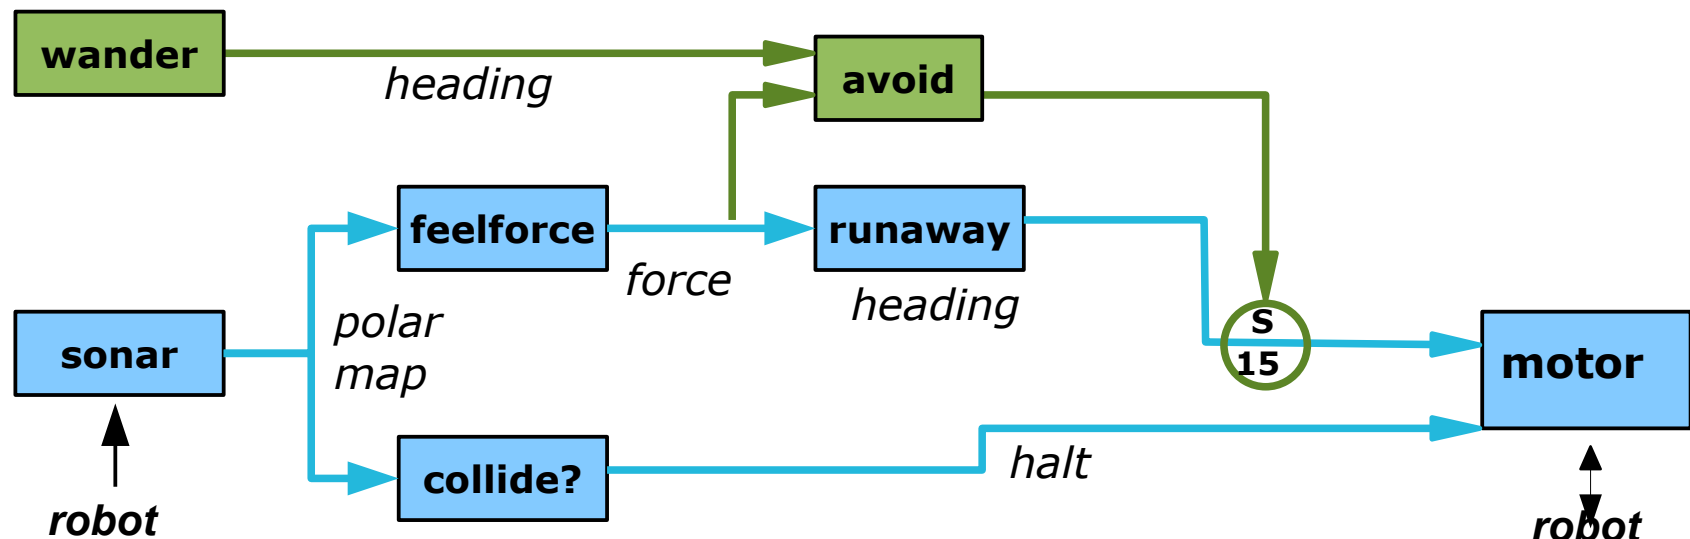 wander
heading
avoid
feelforce
force
runaway
heading
polar
map
sonar
S
15
motor
collide?
halt
robot
robot